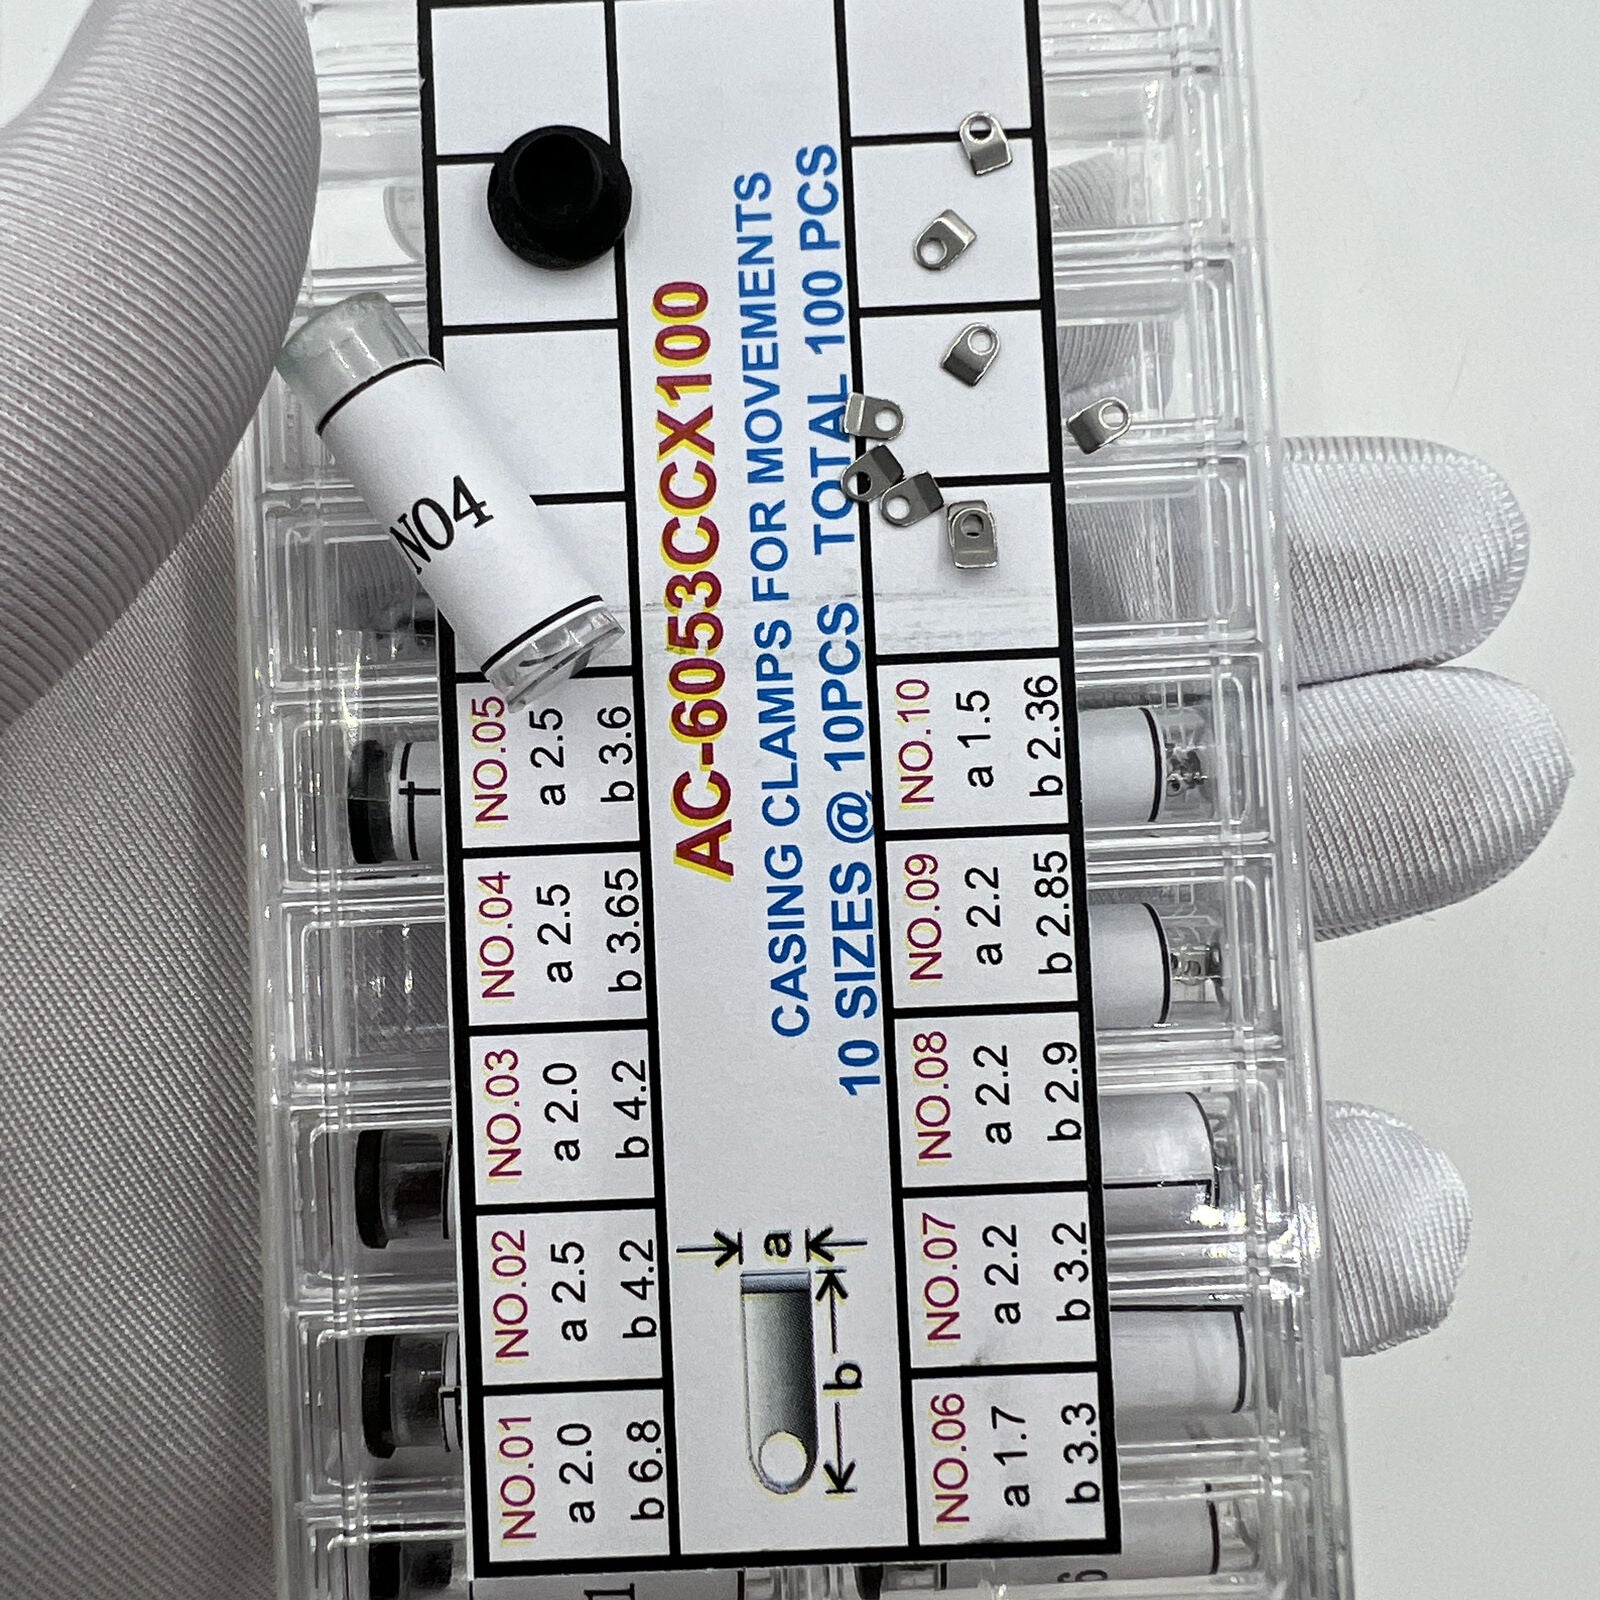 AC-6053CCX100
CASING CLAMPS FOR MOVEMENTS
10 SIZES @ 10PCS TOTAL 100 PCS
NO.01
a 2.0
b 6.8
NO.02
a 2.5
b 4.2
NO.03
a 2.0
b 4.2
NO.04
a 2.5
b 3.65
NO.05
a 2.5
b 3.6
a
b
NO.06
a 1.7
b 3.3
NO.07
a 2.2
b 3.2
NO.08
a 2.2
b 2.9
NO.09
a 2.2
b 2.85
NO.10
a 1.5
b 2.36
NO4
1
6